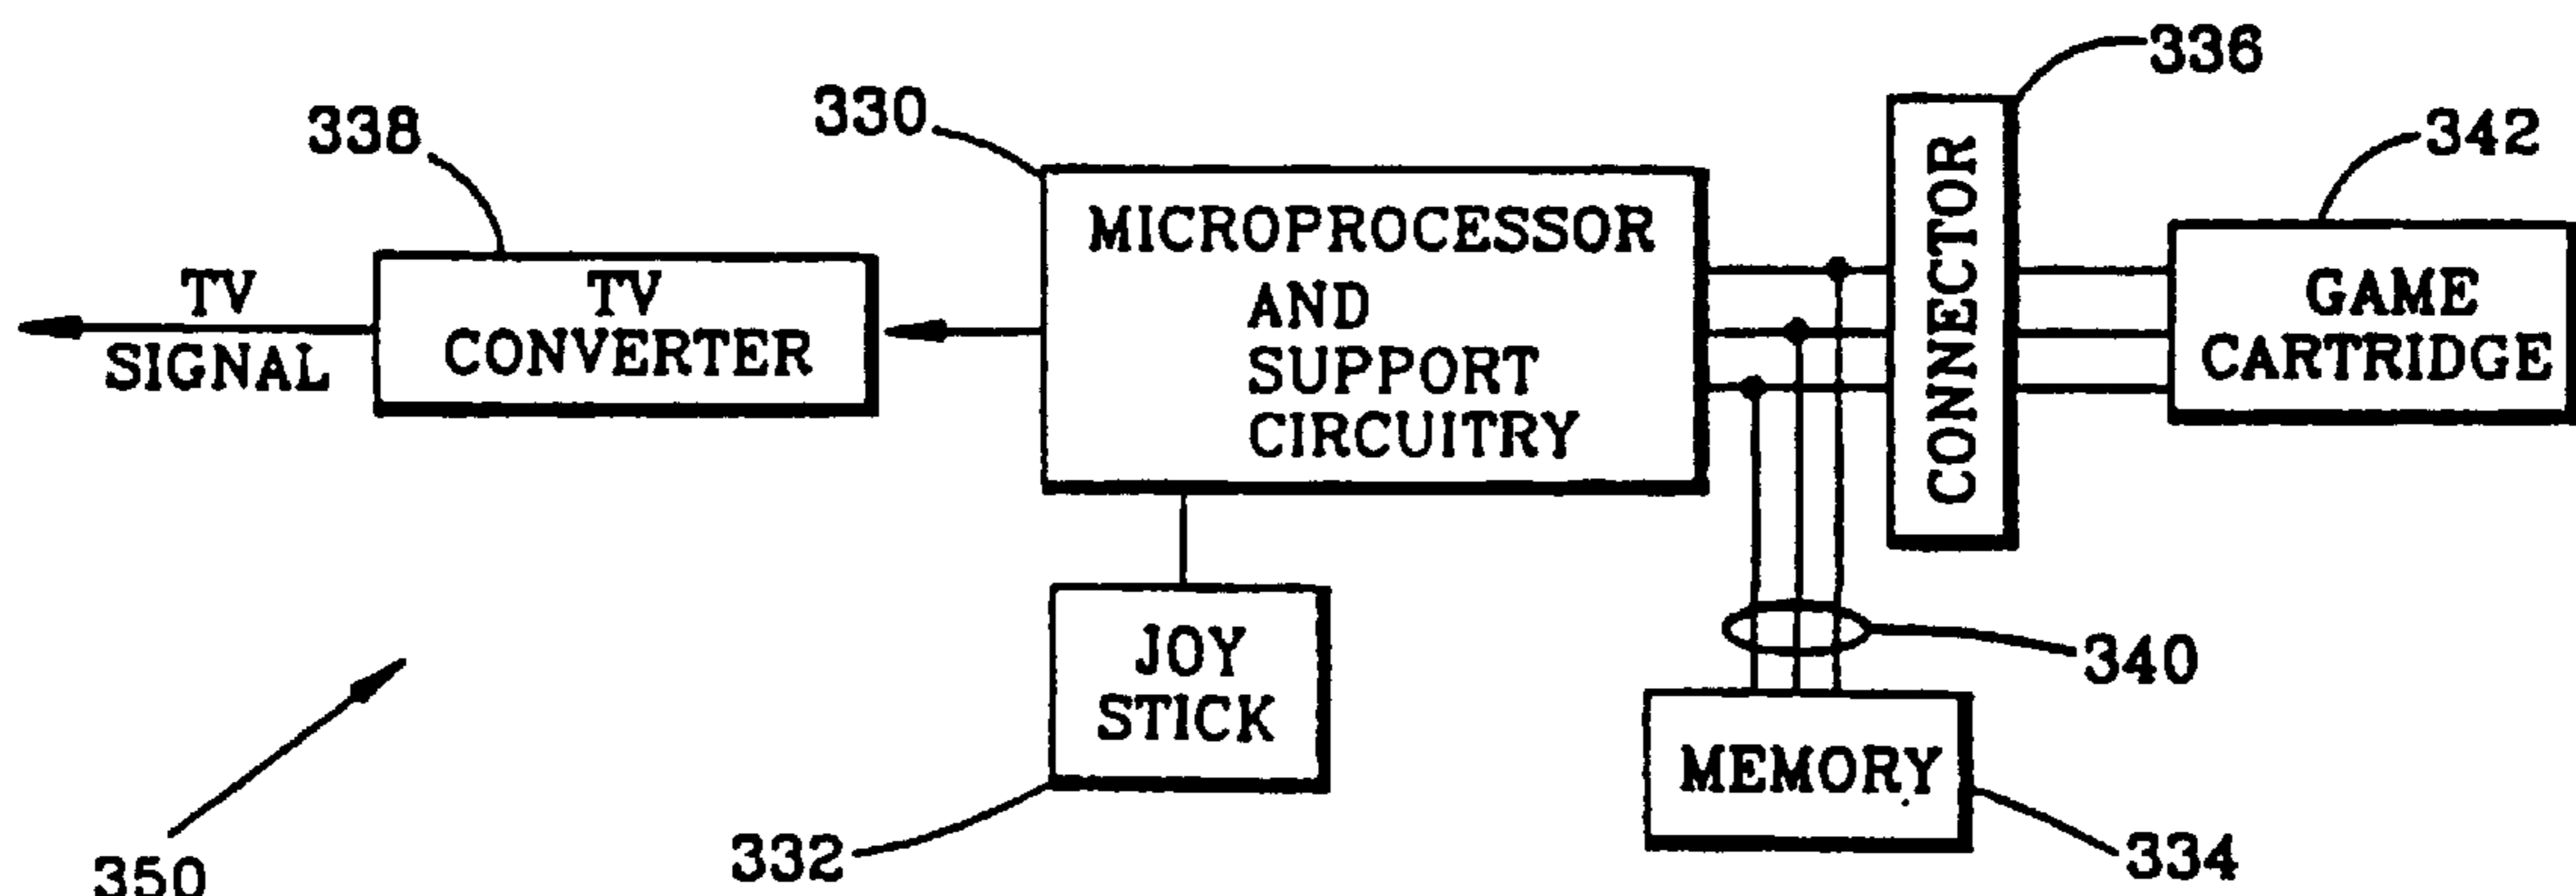 336
330
338
342
MICROPROCESSOR
AND
SUPPORT
CIRCUITRY
CONNECTOR
GAME
CARTRIDGE
TV
SIGNAL
TV
CONVERTER
JOY
STICK
340
MEMORY
332
334
350